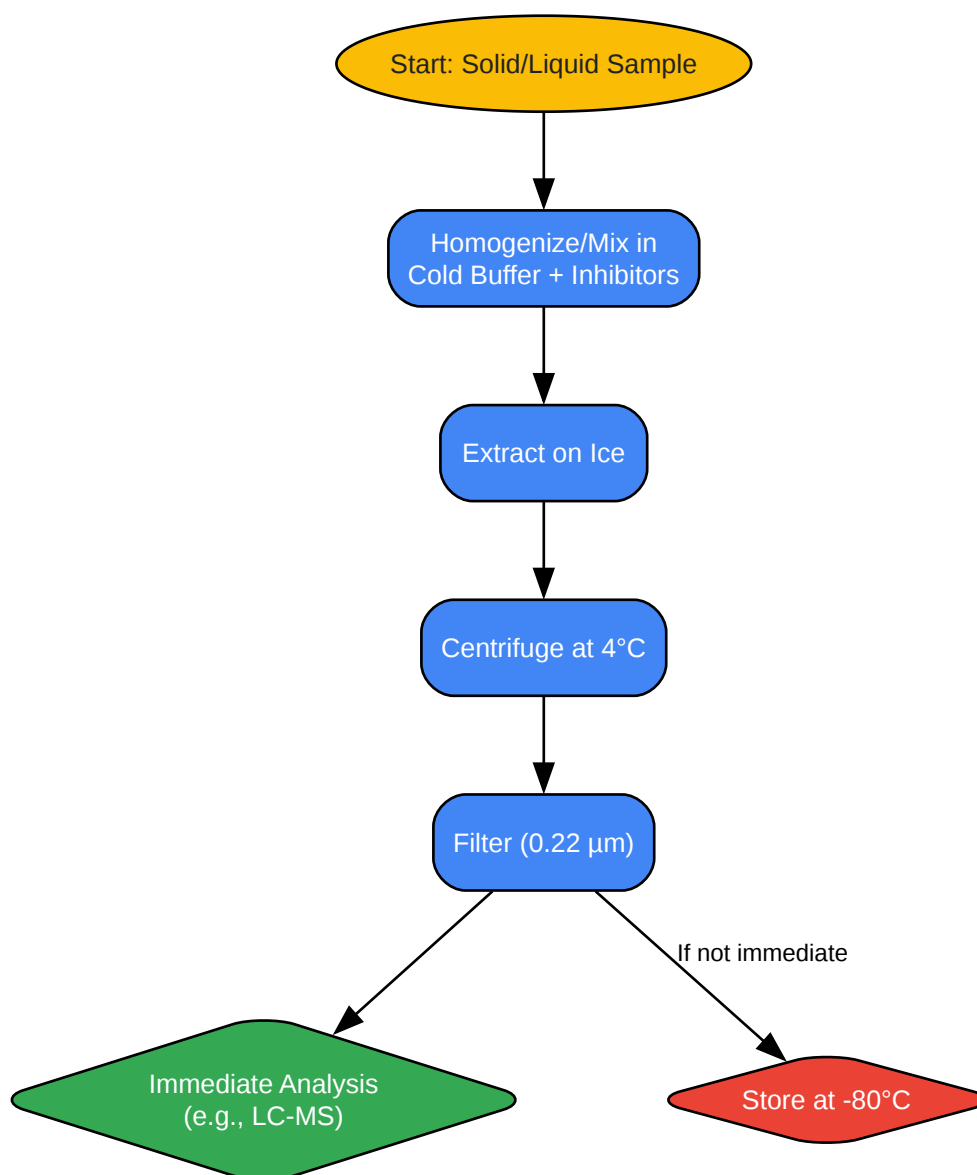 Start: Solid/Liquid Sample
Homogenize/Mix in
Cold Buffer + Inhibitors
Extract on Ice
Centrifuge at 4°C
Filter (0.22 µm)
If not immediate
Immediate Analysis
(e.g., LC-MS)
Store at -80°C